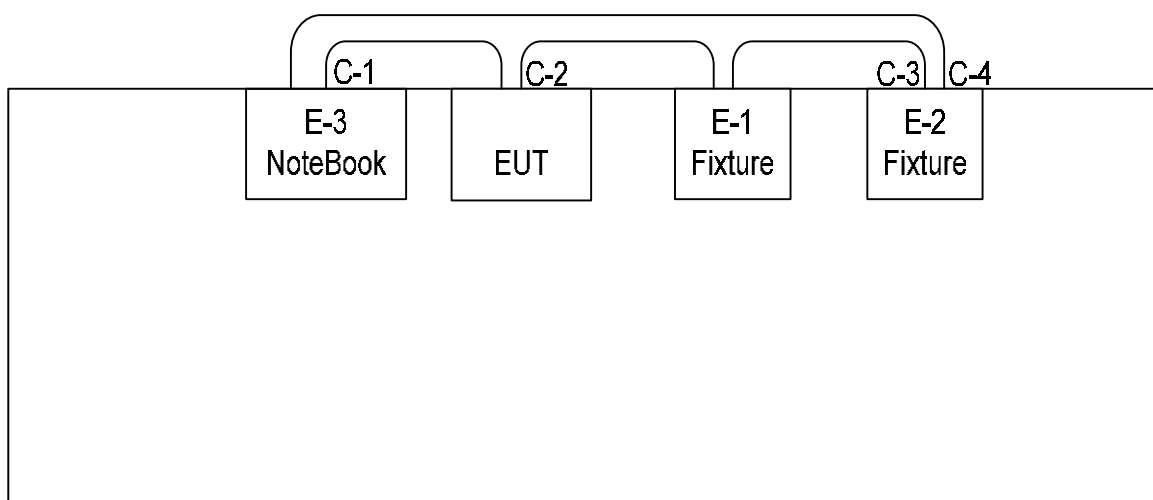 C-1
C-2
C-3
C-4
E-3
NoteBook
EUT
E-1
Fixture
E-2
Fixture